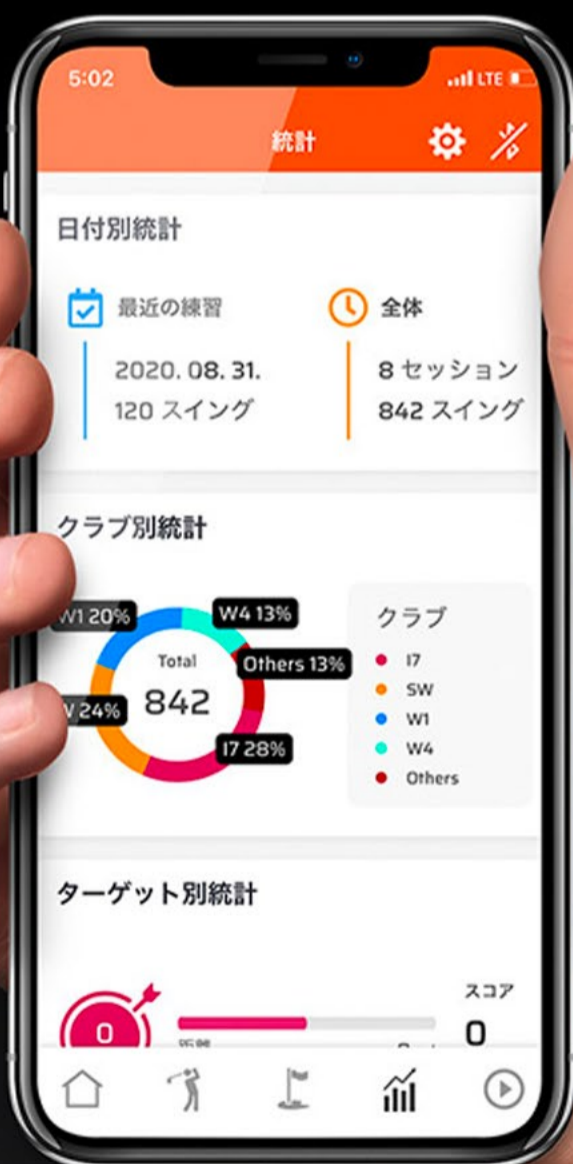 5:02
LTE
統計
日付別統計
最近の練習
全体
2020. 08. 31.
8 セッション
120 スイング
842 スイング
クラブ別統計
W1 20%
W4 13%
Total
842
Others 13%
24%
I7 28%
クラブ
I7
SW
W1
W4
Others
ターゲット別統計
スコア
0
0